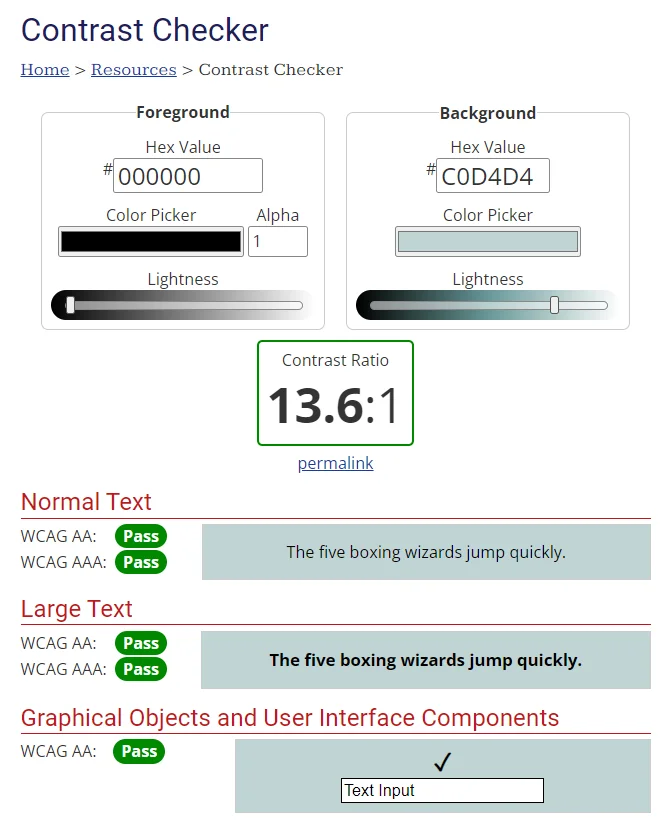 Contrast Checker
Home > Resources > Contrast Checker
Foreground
Hex Value
#000000
Color Picker Alpha
1
Lightness
Background
Hex Value
#C0D4D4
Color Picker
Lightness
Contrast Ratio
13.6:1
permalink
Normal Text
WCAG AA: Pass
WCAG AAA: Pass
The five boxing wizards jump quickly.
Large Text
WCAG AA: Pass
WCAG AAA: Pass
The five boxing wizards jump quickly.
Graphical Objects and User Interface Components
WCAG AA: Pass
✓
Text Input